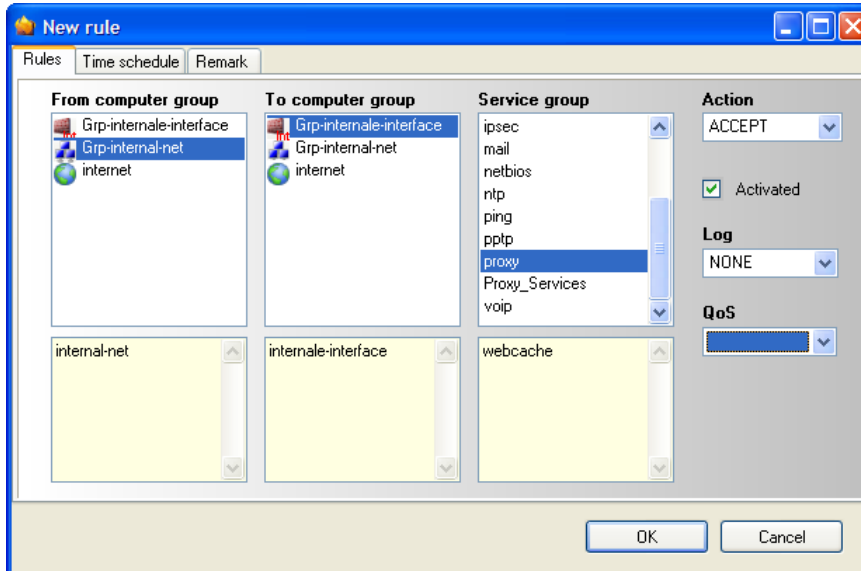 New rule
Rules Time schedule Remark
From computer group
Grp-internale-interface
Grp-internal-net
internet
internal-net
To computer group
Grp-internale-interface
Grp-internal-net
internet
internale-interface
Service group
ipsec
mail
netbios
ntp
ping
pptp
proxy
Proxy_Services
voip
webcache
Action
ACCEPT
Activated
Log
NONE
QoS
OK Cancel